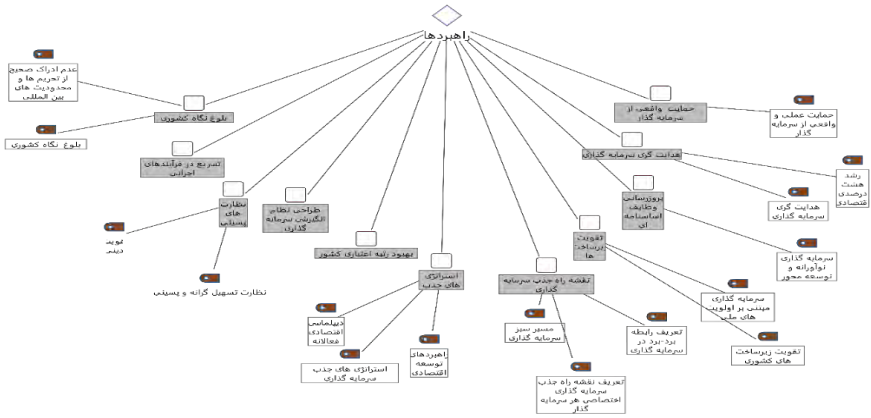 راهبردها
حمایت واقعی از
سرمایه گذار
حمایت عملی و
واقعی از سرمایه
گذار
هدایت گری سرمایه گذاری
رشد
هشت
درصدی
اقتصادی
هدایت گری
سرمایه گذاری
بروزرسانی
وظایف
اساسنامه
ای
سرمایه گذاری
نوآورانه و
توسعه محور
تقویت
زیرساخت
ها
سرمایه گذاری
مبتنی بر اولویت
های ملی
تقویت زیرساخت
های کشوری
نقشه راه جذب سرمایه
گذاری
مسیر سبز
سرمایه گذاری
تعریف رابطه
برد-برد در
سرمایه گذاری
تعریف نقشه راه جذب
سرمایه گذاری
اختصاصی هر سرمایه
گذار
استراتژی
های جذب
دیپلماسی
اقتصادی
فعالانه
استراتژی های جذب
سرمایه گذاری
راهبردهای
توسعه
اقتصادی
بهبود رتبه اعتباری کشور
طراحی نظام
سرمایه
گذاری
نظارت
های
پسینی
نظارت تسهیل گرانه و پسینی
تسریع در فرآیندهای
اجرایی
بلوغ نگاه کشوری
عدم ادراک صحیح
از تحریم ها و
محدودیت های
بین المللی
بلوغ نگاه کشوری